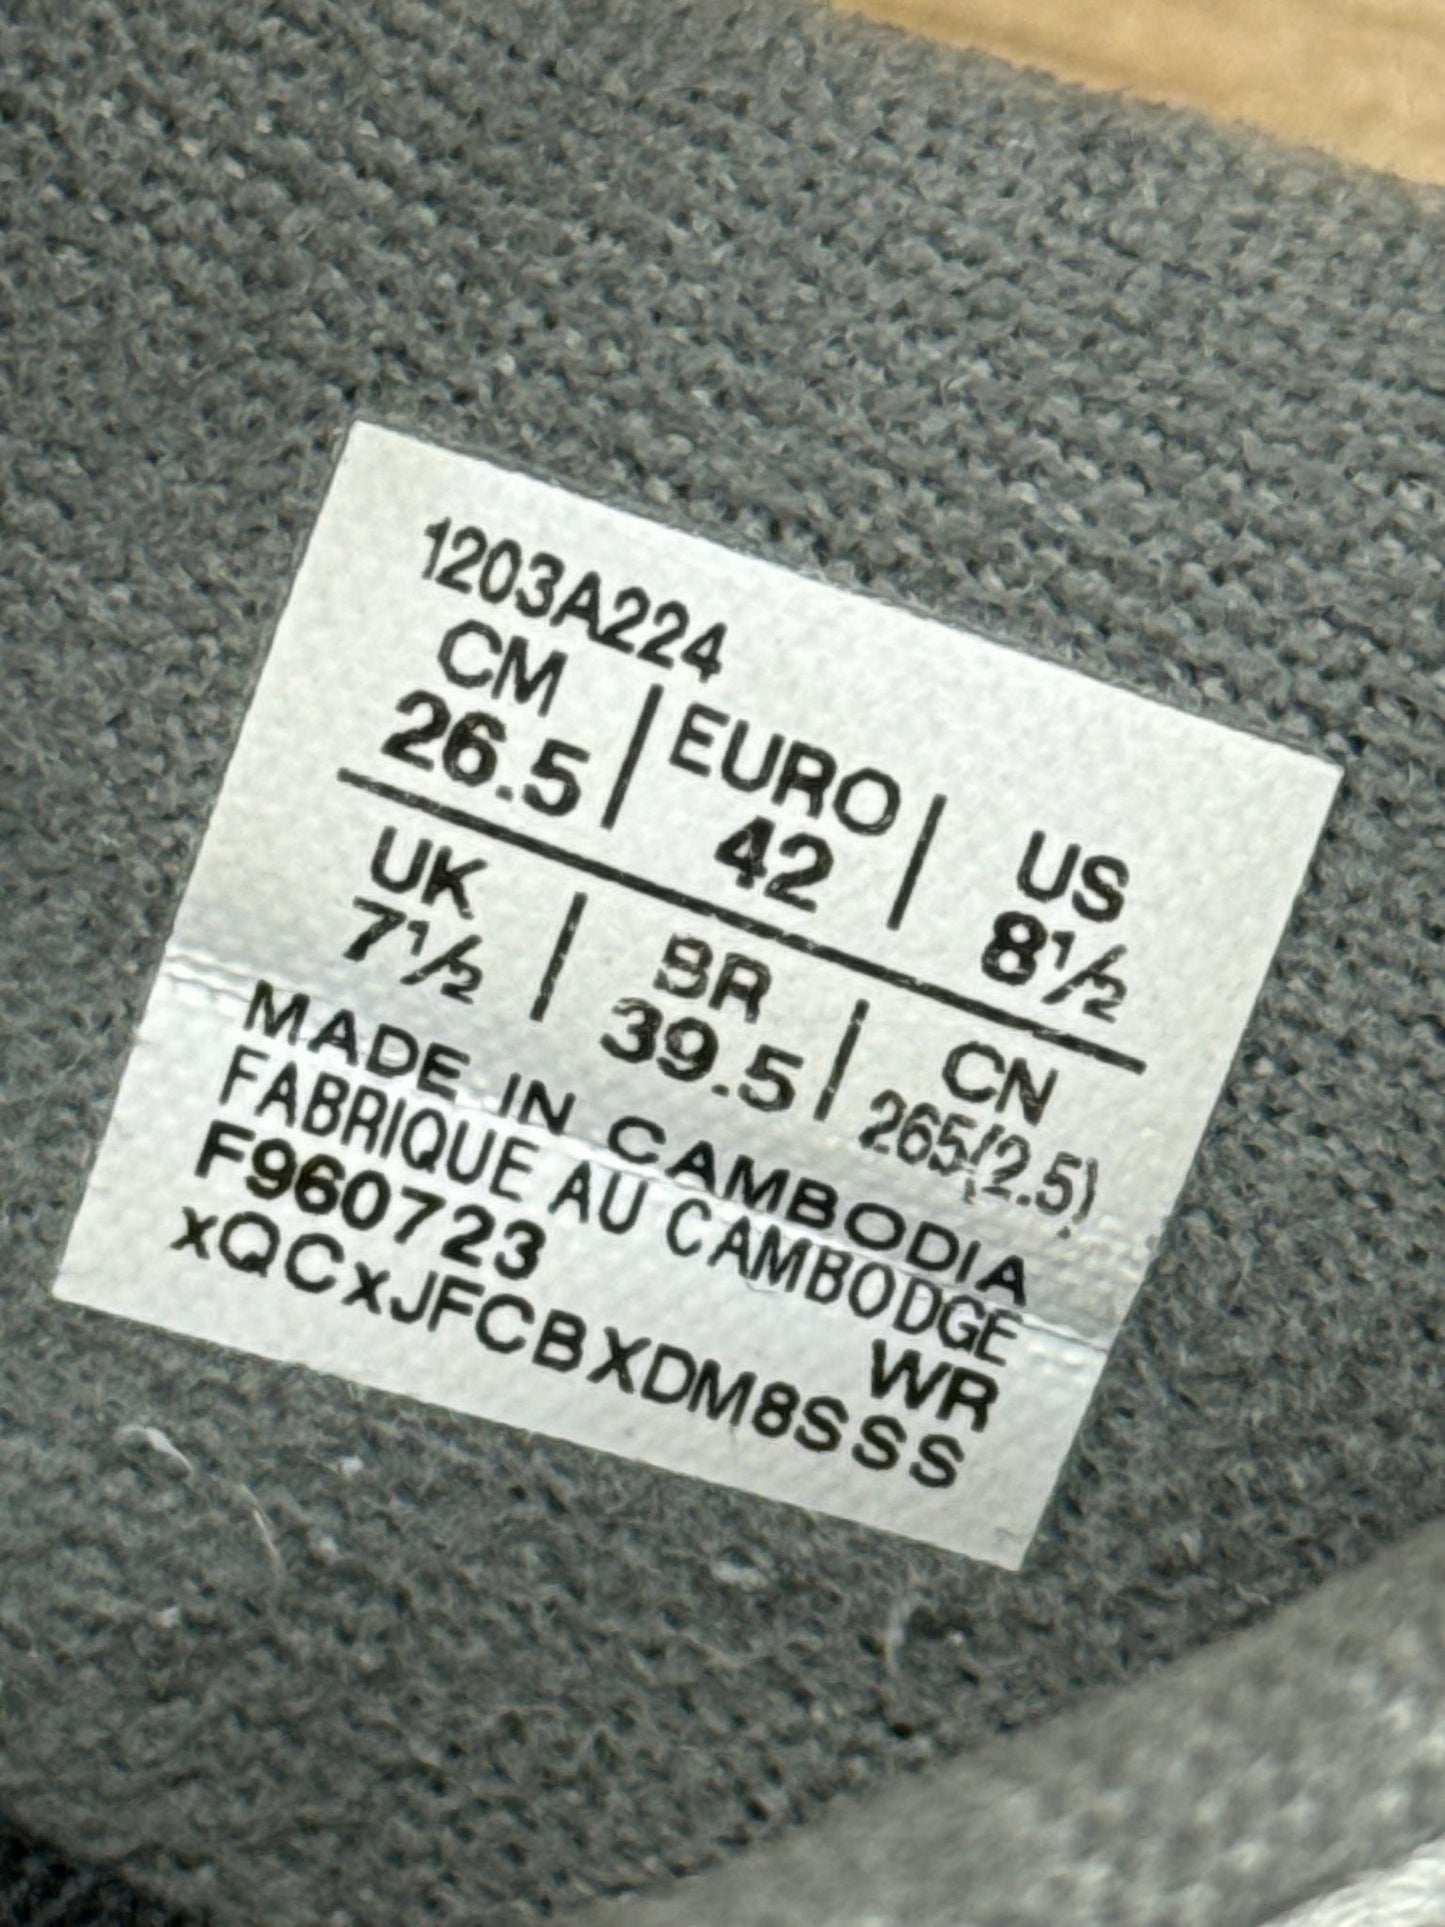 1203A224
CM EURO US
26.5 42 8½
UK BR CN
7½ 39.5 265(2.5)
MADE IN CAMBODIA
FABRIQUE AU CAMBODGE
F960723 WR
xQCxJFCBXDM8SSS